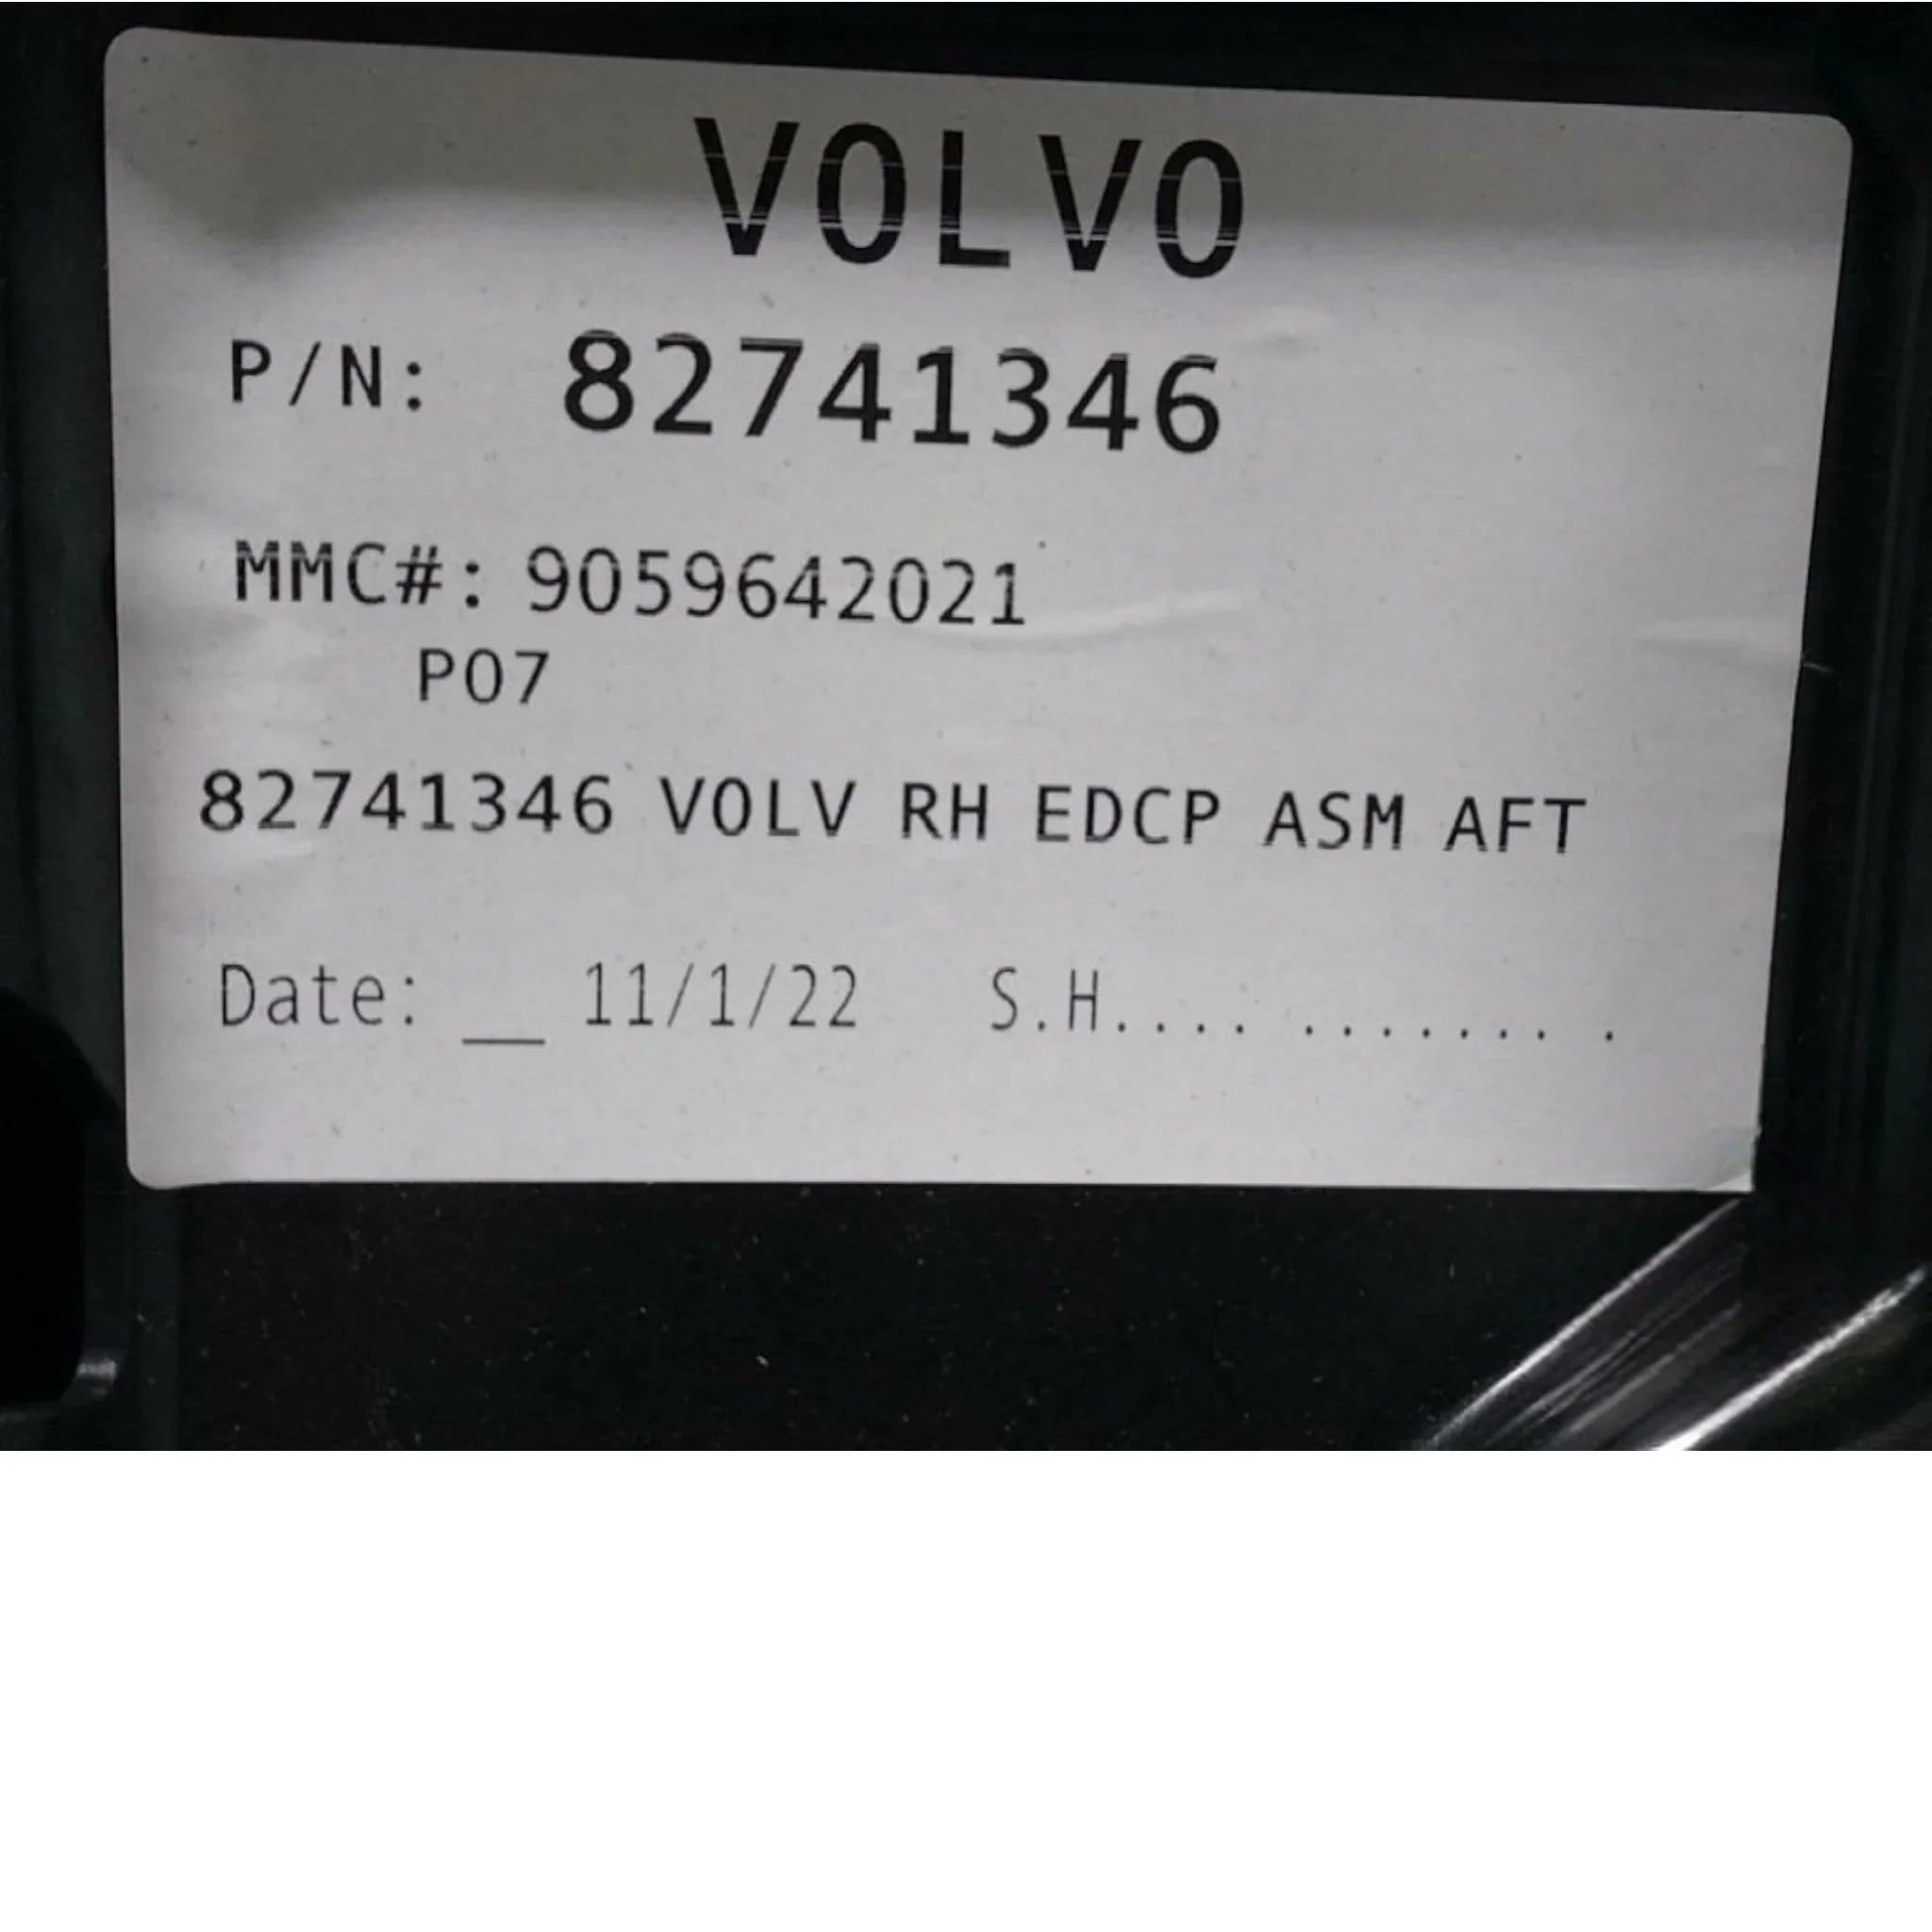 VOLVO
P/N: 82741346
MMC#: 9059642021
P07
82741346 VOLV RH EDCP ASM AFT
Date: __ 11/1/22 S.H.... ....... .